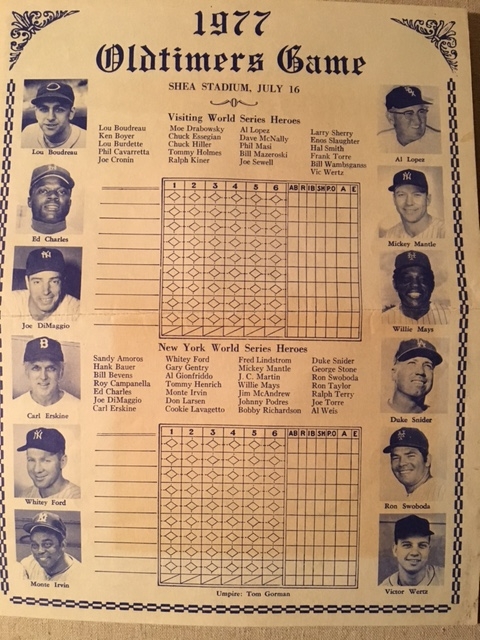 1977
Oldtimers Game
SHEA STADIUM, JULY 16
Visiting World Series Heroes
Lou Boudreau
Ken Boyer
Lou Burdette
Phil Cavarretta
Joe Cronin
Moe Drabowsky
Chuck Essegian
Chuck Hiller
Tommy Holmes
Ralph Kiner
Al Lopez
Dave McNally
Phil Masi
Bill Mazeroski
Joe Sewell
Larry Sherry
Enos Slaughter
Hal Smith
Frank Torre
Bill Wambsganss
Vic Wertz
Lou Boudreau
Ed Charles
Joe DiMaggio
Carl Erskine
Whitey Ford
Monte Irvin
Al Lopez
Mickey Mantle
Willie Mays
Duke Snider
Ron Swoboda
Victor Wertz
1 2 3 4 5 6 AB R 1B SH PO A E
New York World Series Heroes
Sandy Amoros
Hank Bauer
Bill Bevens
Roy Campanella
Ed Charles
Joe DiMaggio
Carl Erskine
Whitey Ford
Gary Gentry
Al Gionfriddo
Tommy Henrich
Monte Irvin
Don Larsen
Cookie Lavagetto
Fred Lindstrom
Mickey Mantle
J. C. Martin
Willie Mays
Jim McAndrew
Johnny Podres
Bobby Richardson
Duke Snider
George Stone
Ron Swoboda
Ron Taylor
Ralph Terry
Joe Torre
Al Weis
1 2 3 4 5 6 AB R 1B SH PO A E
Umpire: Tom Gorman